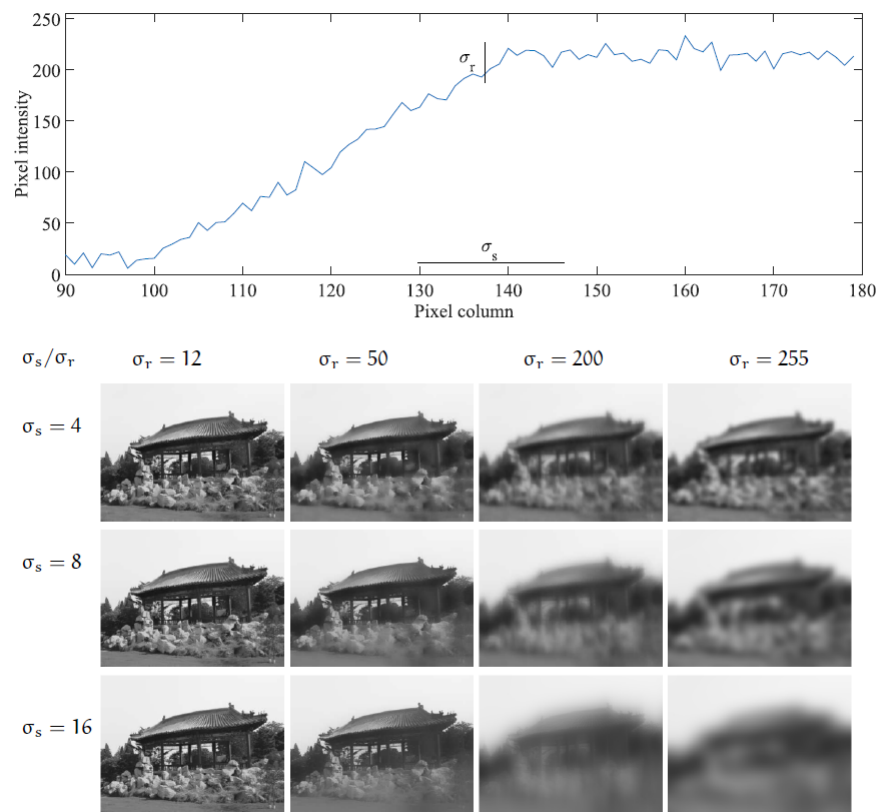 250
200
150
100
50
0
Pixel intensity
σr
σs
90 100 110 120 130 140 150 160 170 180
Pixel column
σs/σr σr = 12 σr = 50 σr = 200 σr = 255
σs = 4
σs = 8
σs = 16